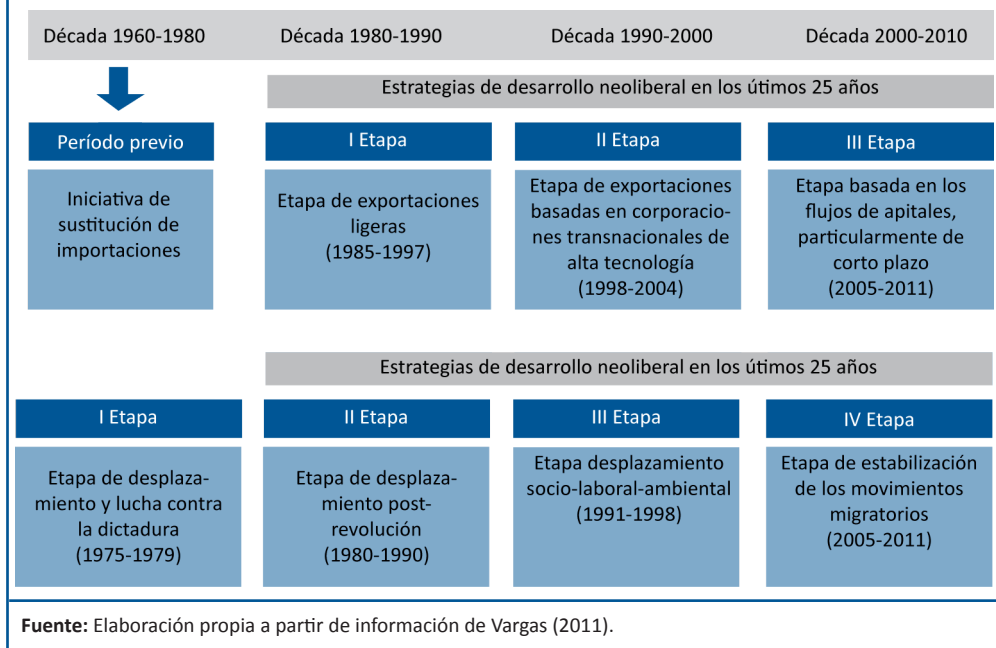 Década 1960-1980
Década 1980-1990
Década 1990-2000
Década 2000-2010
Estrategias de desarrollo neoliberal en los útimos 25 años
Período previo
I Etapa
II Etapa
III Etapa
Iniciativa de
sustitución de
importaciones
Etapa de exportaciones
ligeras
(1985-1997)
Etapa de exportaciones
basadas en corporacio-
nes transnacionales de
alta tecnología
(1998-2004)
Etapa basada en los
flujos de apitales,
particularmente de
corto plazo
(2005-2011)
Estrategias de desarrollo neoliberal en los útimos 25 años
I Etapa
II Etapa
III Etapa
IV Etapa
Etapa de desplaza-
miento y lucha contra
la dictadura
(1975-1979)
Etapa de desplaza-
miento post-
revolución
(1980-1990)
Etapa desplazamiento
socio-laboral-ambiental
(1991-1998)
Etapa de estabilización
de los movimientos
migratorios
(2005-2011)
Fuente: Elaboración propia a partir de información de Vargas (2011).